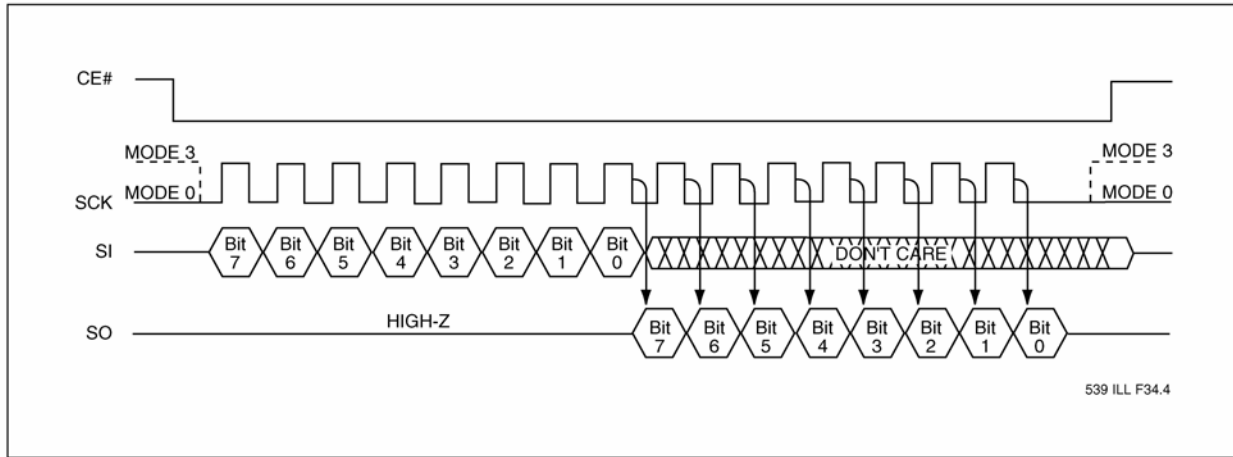 CE#
MODE 3 MODE 3
MODE 0 MODE 0
SCK
SI Bit 7 Bit 6 Bit 5 Bit 4 Bit 3 Bit 2 Bit 1 Bit 0 DON'T CARE
HIGH-Z
SO Bit 7 Bit 6 Bit 5 Bit 4 Bit 3 Bit 2 Bit 1 Bit 0
539 ILL F34.4